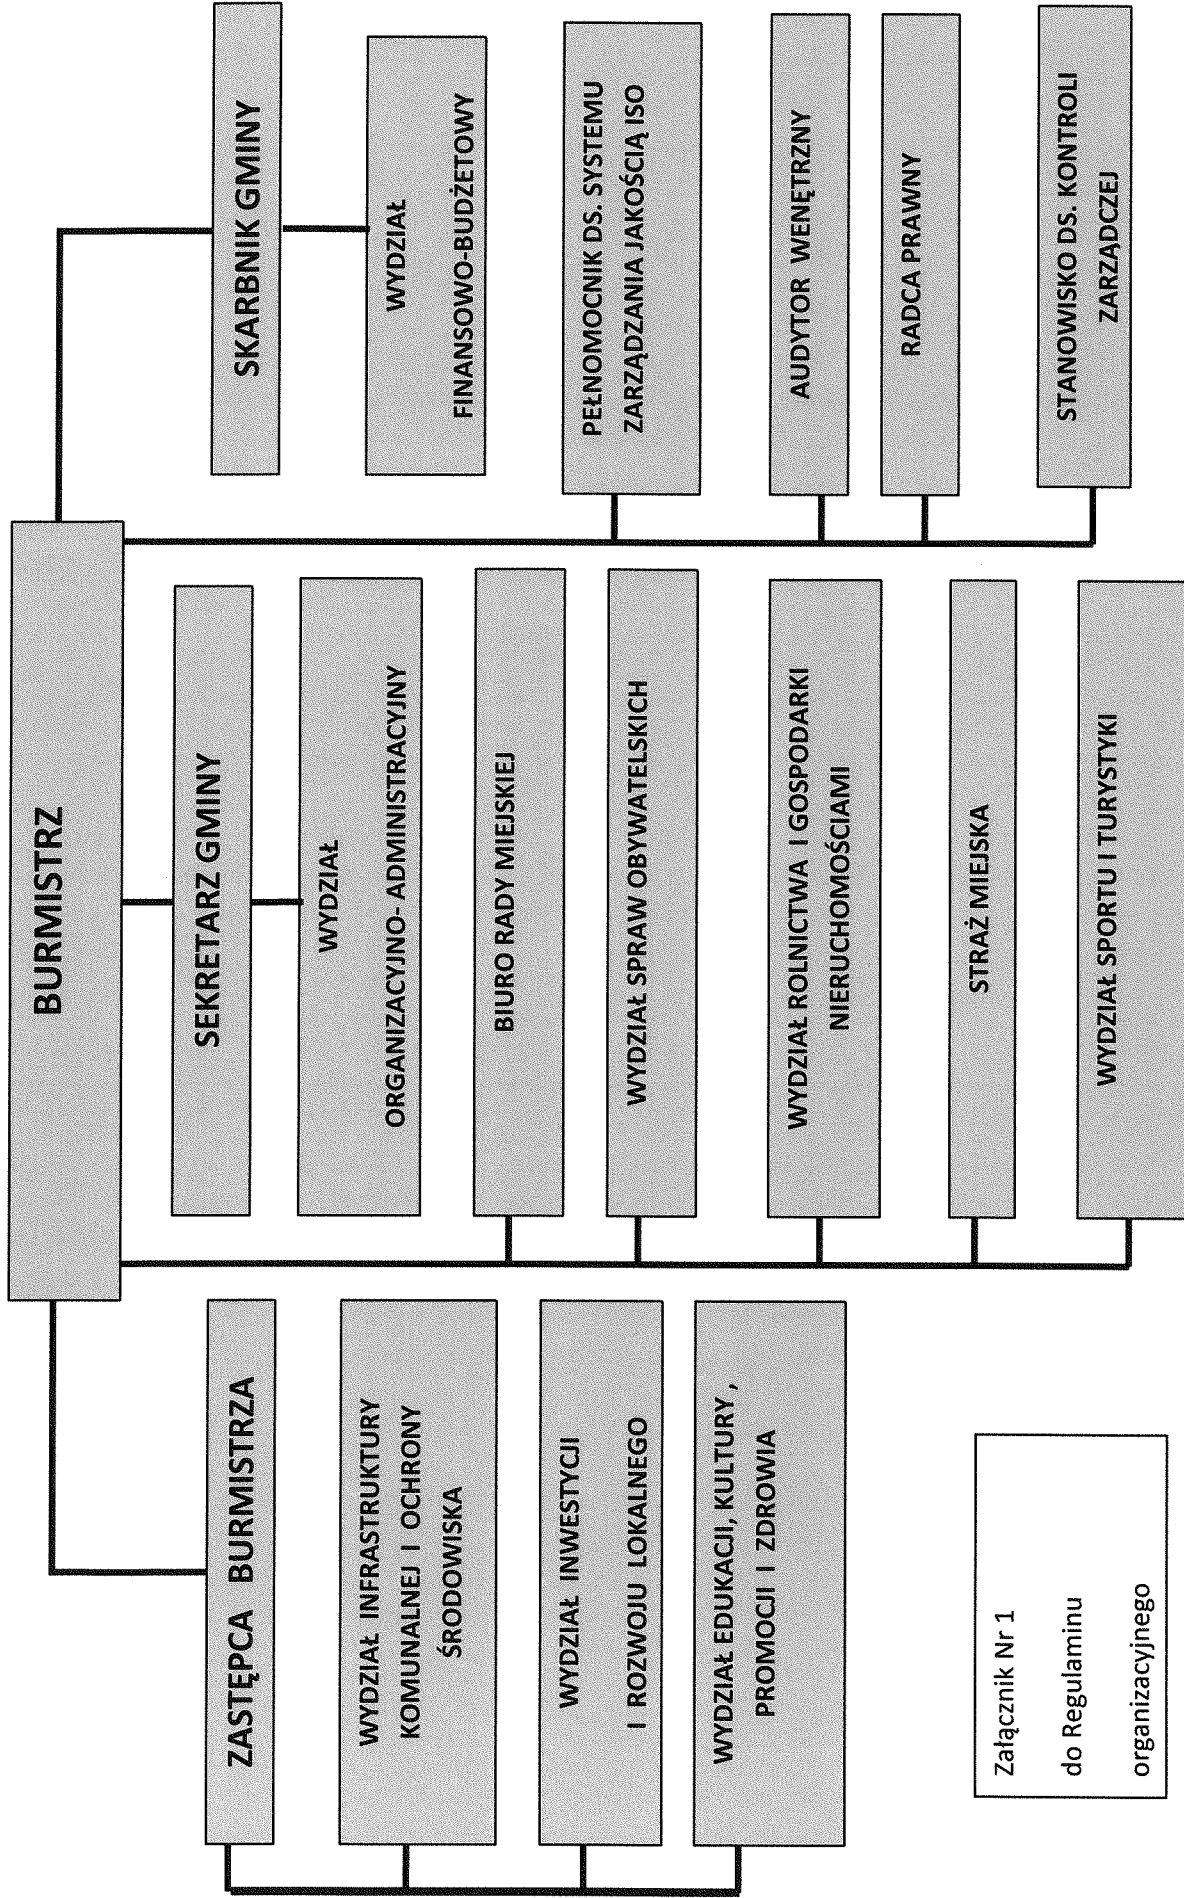 BURMISTRZ
ZASTĘPCA BURMISTRZA
WYDZIAŁ INFRASTRUKTURY
KOMUNALNEJ I OCHRONY
ŚRODOWISKA
WYDZIAŁ INWESTYCJI
I ROZWOJU LOKALNEGO
WYDZIAŁ EDUKACJI, KULTURY ,
PROMOCJI I ZDROWIA
SEKRETARZ GMINY
WYDZIAŁ
ORGANIZACYJNO- ADMINISTRACYJNY
BIURO RADY MIEJSKIEJ
WYDZIAŁ SPRAW OBYWATELSKICH
WYDZIAŁ ROLNICTWA I GOSPODARKI
NIERUCHOMOŚCIAMI
STRAŻ MIEJSKA
WYDZIAŁ SPORTU I TURYSTYKI
SKARBNIK GMINY
WYDZIAŁ
FINANSOWO-BUDŻETOWY
PEŁNOMOCNIK DS. SYSTEMU
ZARZĄDZANIA JAKOŚCIĄ ISO
AUDYTOR WENĘTRZNY
RADCA PRAWNY
STANOWISKO DS. KONTROLI
ZARZĄDCZEJ
Załącznik Nr 1
do Regulaminu
organizacyjnego